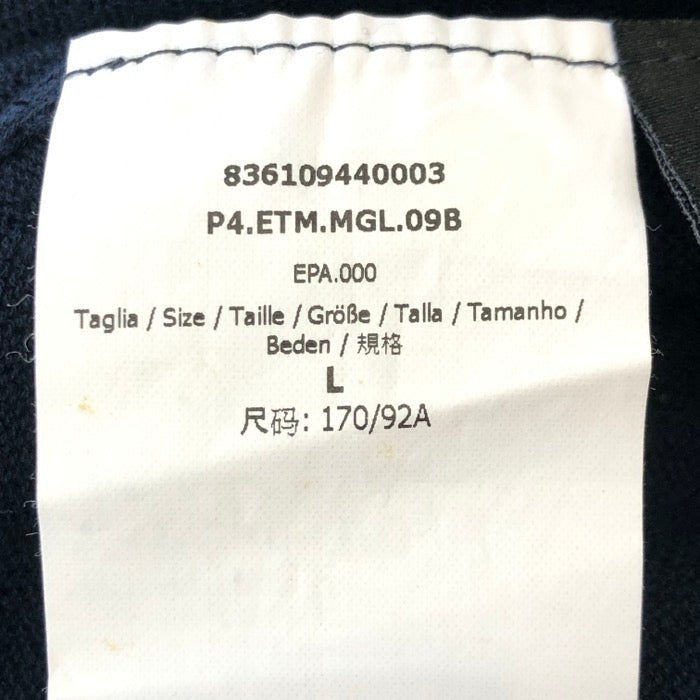 836109440003
P4.ETM.MGL.09B
EPA.000
Taglia / Size / Taille / Größe / Talla / Tamanho /
Beden / 規格
L
尺码: 170/92A